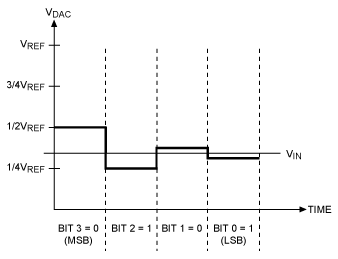 VDAC
VREF
3/4VREF
1/2VREF
VIN
1/4VREF
TIME
BIT 3 = 0 BIT 2 = 1 BIT 1 = 0 BIT 0 = 1
(MSB) (LSB)